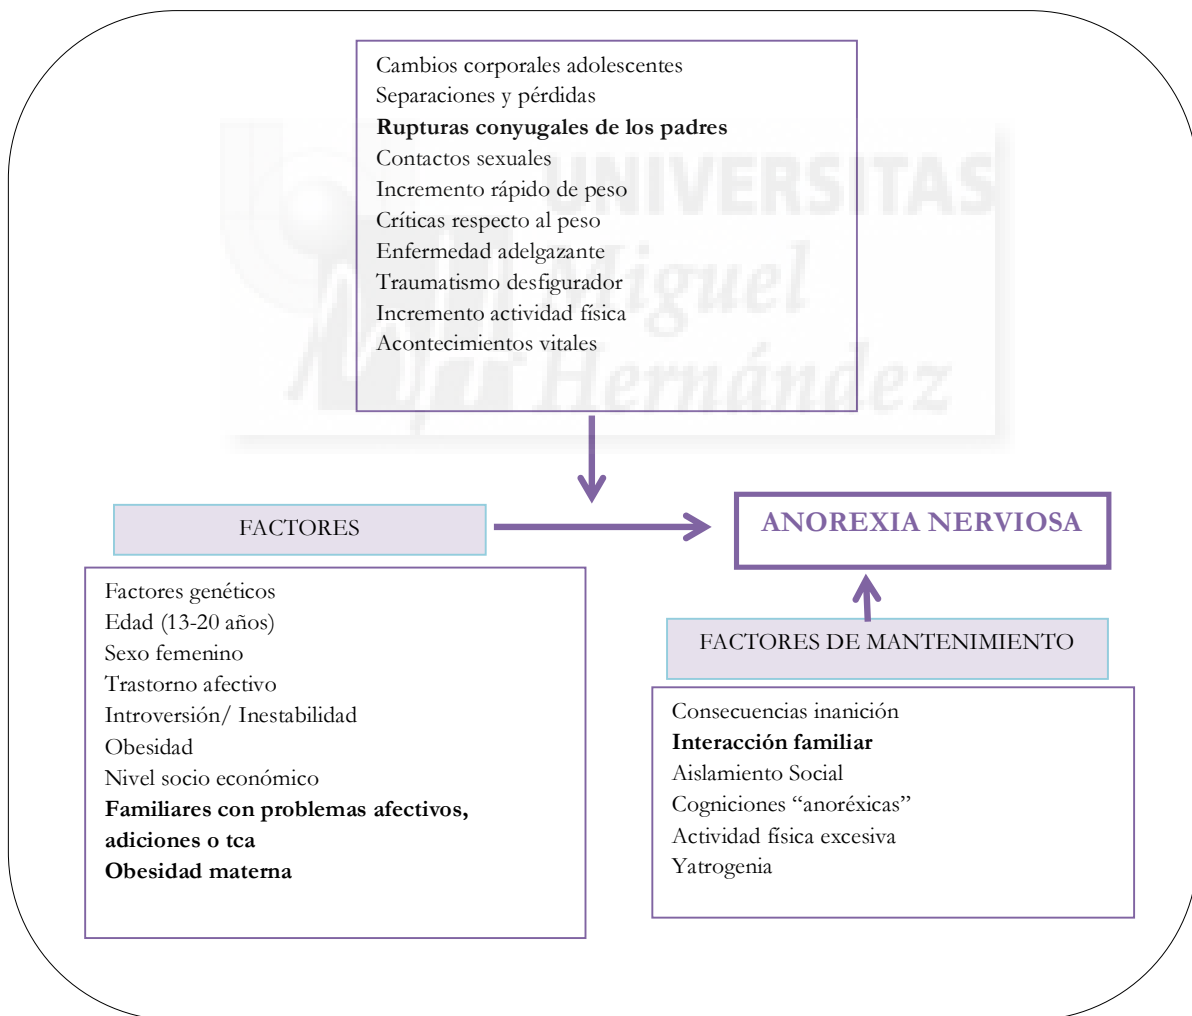 Cambios corporales adolescentes
Separaciones y pérdidas
Rupturas conyugales de los padres
Contactos sexuales
Incremento rápido de peso
Críticas respecto al peso
Enfermedad adelgazante
Traumatismo desfigurador
Incremento actividad física
Acontecimientos vitales
UNIVERSITAS
Miguel
Hernández
FACTORES
Factores genéticos
Edad (13-20 años)
Sexo femenino
Trastorno afectivo
Introversión/ Inestabilidad
Obesidad
Nivel socio económico
Familiares con problemas afectivos,
adiciones o tca
Obesidad materna
ANOREXIA NERVIOSA
FACTORES DE MANTENIMIENTO
Consecuencias inanición
Interacción familiar
Aislamiento Social
Cogniciones “anoréxicas”
Actividad física excesiva
Yatrogenia